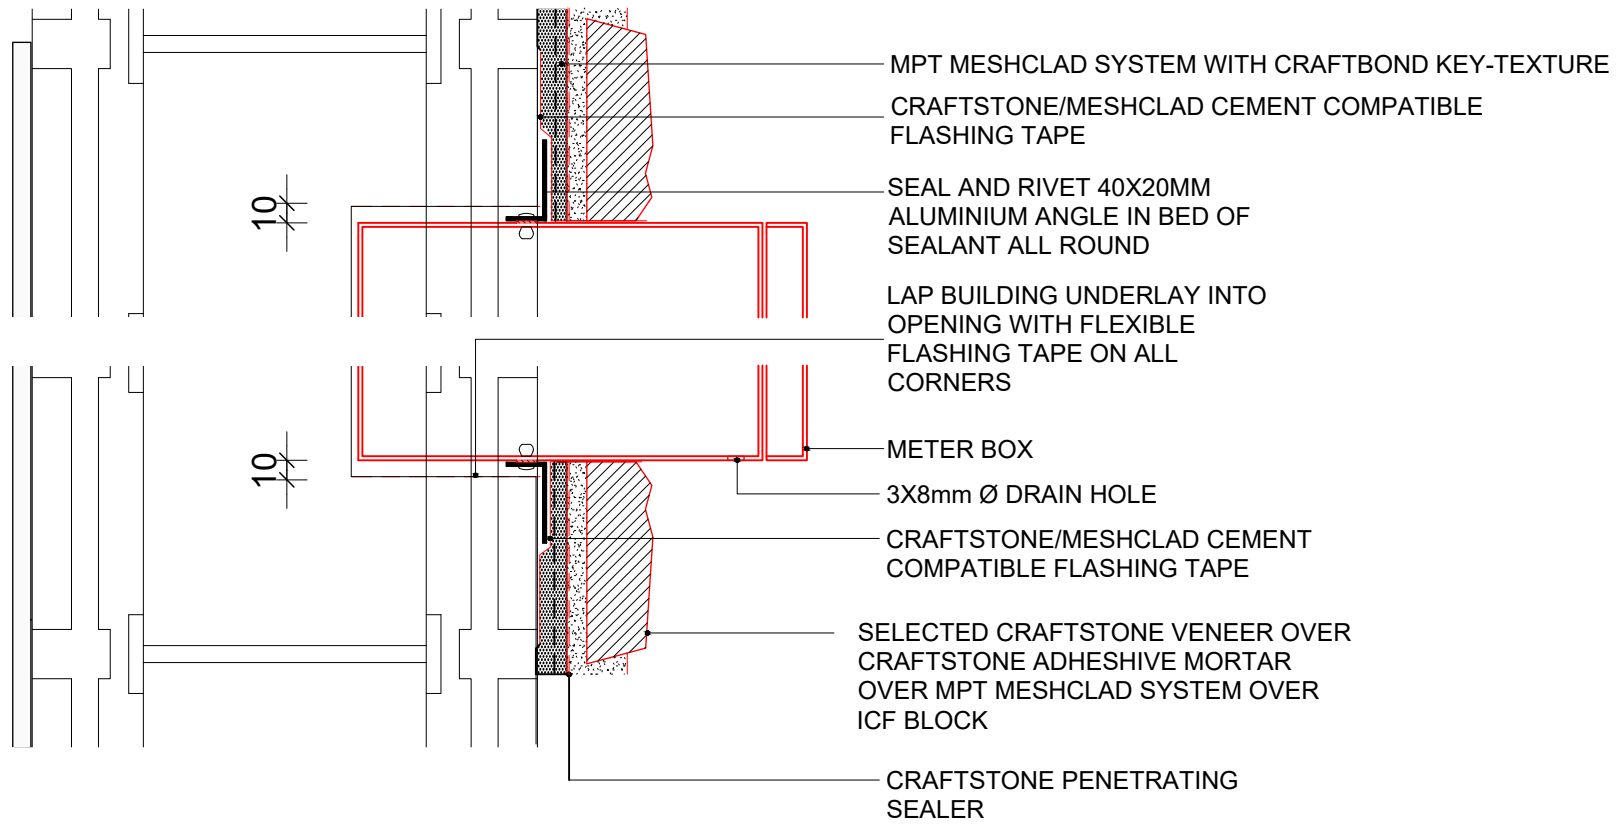 MPT MESHCLAD SYSTEM WITH CRAFTBOND KEY-TEXTURE
CRAFTSTONE/MESHCLAD CEMENT COMPATIBLE
FLASHING TAPE
SEAL AND RIVET 40X20MM
ALUMINIUM ANGLE IN BED OF
SEALANT ALL ROUND
10
LAP BUILDING UNDERLAY INTO
OPENING WITH FLEXIBLE
FLASHING TAPE ON ALL
CORNERS
METER BOX
10
3X8mm Ø DRAIN HOLE
CRAFTSTONE/MESHCLAD CEMENT
COMPATIBLE FLASHING TAPE
SELECTED CRAFTSTONE VENEER OVER
CRAFTSTONE ADHESHIVE MORTAR
OVER MPT MESHCLAD SYSTEM OVER
ICF BLOCK
CRAFTSTONE PENETRATING
SEALER